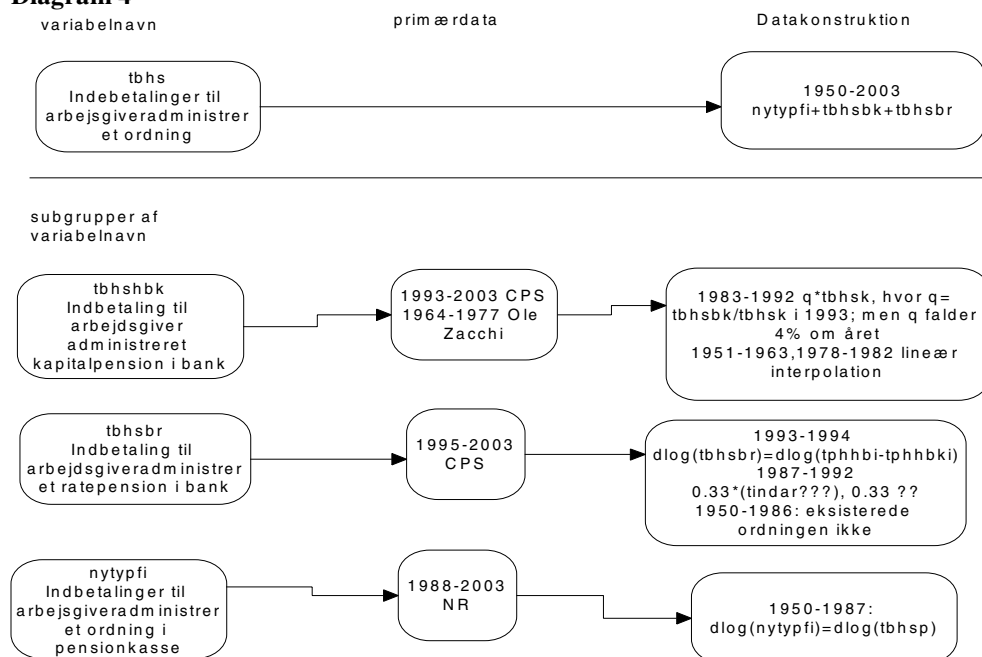 Diagram 4
variabelnavn
primærdata
Datakonstruktion
tbhs
Indebetalinger til
arbejsgiveradministrer
et ordning
1950-2003
nytypfi+tbhsbk+tbhsbr
subgrupper af
variabelnavn
tbhshbk
Indbetaling til
arbejdsgiver
administreret
kapitalpension i bank
1993-2003 CPS
1964-1977 Ole
Zacchi
1983-1992 q*tbhsk, hvor q=
tbhsbk/tbhsk i 1993; men q falder
4% om året
1951-1963,1978-1982 lineær
interpolation
tbhsbr
Indbetaling til
arbejdsgiveradministrer
et ratepension i bank
1995-2003
CPS
1993-1994
dlog(tbhsbr)=dlog(tphhbi-tphhbki)
1987-1992
0.33*(tindar???), 0.33 ??
1950-1986: eksisterede
ordningen ikke
nytypfi
Indbetalinger til
arbejsgiveradministrer
et ordning i
pensionkasse
1988-2003
NR
1950-1987:
dlog(nytypfi)=dlog(tbhsp)